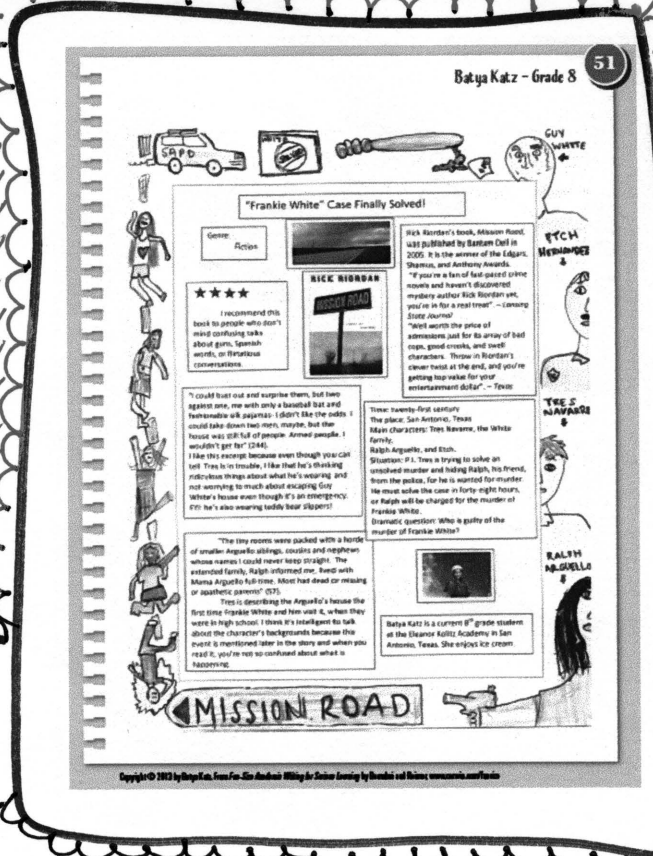 51
Batya Katz – Grade 8
SAPD
GUY
WHITE
ETCH
HERNANDEZ
TRES
NAVARRE
RALPH
ARGUELLO
"Frankie White" Case Finally Solved!
Genre
Fiction
★★★★
I recommend this
book to people who don't
mind confusing talks
about guns, Spanish
words, or flirtatious
conversations.
RICK RIORDAN
MISSION ROAD
Rick Riordan's book, Mission Road,
was published by Bantam Dell in
2005. It is the winner of the Edgars,
Shamus, and Anthony Awards.
"If you're a fan of fast-paced crime
novels and haven't discovered
mystery author Rick Riordan yet,
you're in for a real treat". – Lansing
State Journal
"Well worth the price of
admissions just for its array of bad
cops, good crooks, and swell
characters. Throw in Riordan's
clever twist at the end, and you're
getting top value for your
entertainment dollar". – Texas
"I could bust out and surprise them, but two
against one, me with only a baseball bat and
fashionable silk pajamas- I didn't like the odds. I
could take down two men, maybe, but the
house was still full of people. Armed people. I
wouldn't get far" (244).
I like this excerpt because even though you can
tell Tres is in trouble, I like that he's thinking
ridiculous things about what he's wearing and
not worrying to much about escaping Guy
White's house even though it's an emergency.
FYI: he's also wearing teddy bear slippers!
Time: twenty-first century
The place: San Antonio, Texas
Main characters: Tres Navarre, the White
family,
Ralph Arguello, and Etch.
Situation: P.I. Tres is trying to solve an
unsolved murder and hiding Ralph, his friend,
from the police, for he is wanted for murder.
He must solve the case in forty-eight hours,
or Ralph will be charged for the murder of
Frankie White.
Dramatic question: Who is guilty of the
murder of Frankie White?
"The tiny rooms were packed with a horde
of smaller Arguello siblings, cousins and nephews
whose names I could never keep straight. The
extended family, Ralph informed me, lived with
Mama Arguello full-time. Most had dead or missing
or apathetic parents" (57).
Tres is describing the Arguello's house the
first time Frankie White and him visit it, when they
were in high school. I think it's intelligent to talk
about the character's backgrounds because this
event is mentioned later in the story and when you
read it, you're not so confused about what is
happening.
Batya Katz is a current 8th grade student
at the Eleanor Kolitz Academy in San
Antonio, Texas. She enjoys ice cream.
MISSION ROAD
Copyright © 2013 by Batya Katz. From Fun-Size Academic Writing for Serious Learning by Bernabei and Reimer, www.corwin.com/funsize